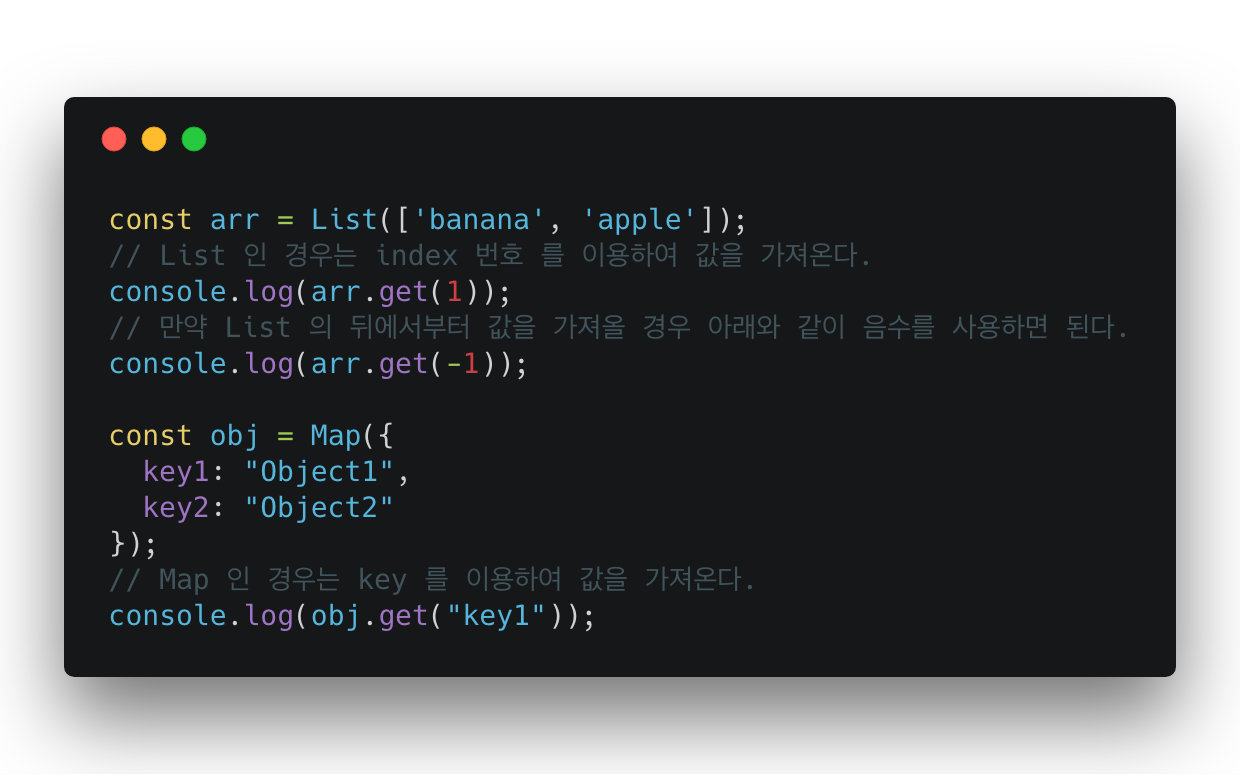 const arr = List(['banana', 'apple']);
// List 인 경우는 index 번호 를 이용하여 값을 가져온다.
console.log(arr.get(1));
// 만약 List 의 뒤에서부터 값을 가져올 경우 아래와 같이 음수를 사용하면 된다.
console.log(arr.get(-1));
const obj = Map({
  key1: "Object1",
  key2: "Object2"
});
// Map 인 경우는 key 를 이용하여 값을 가져온다.
console.log(obj.get("key1"));